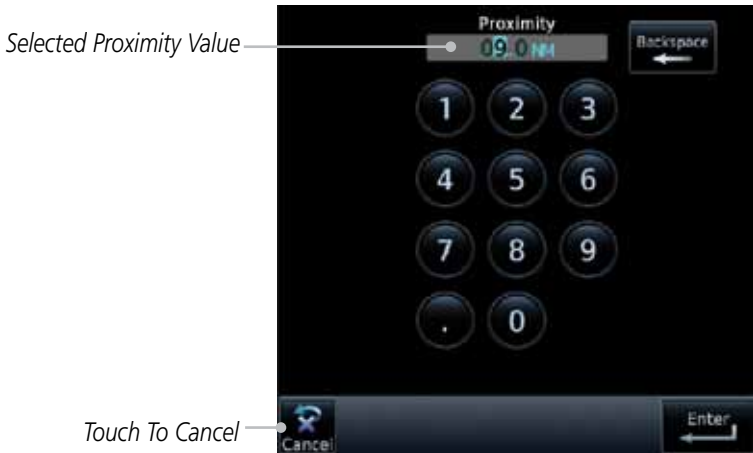 Proximity
Selected Proximity Value
09.0 NM
Backspace
1 2 3
4 5 6
7 8 9
. 0
Touch To Cancel
Cancel
Enter